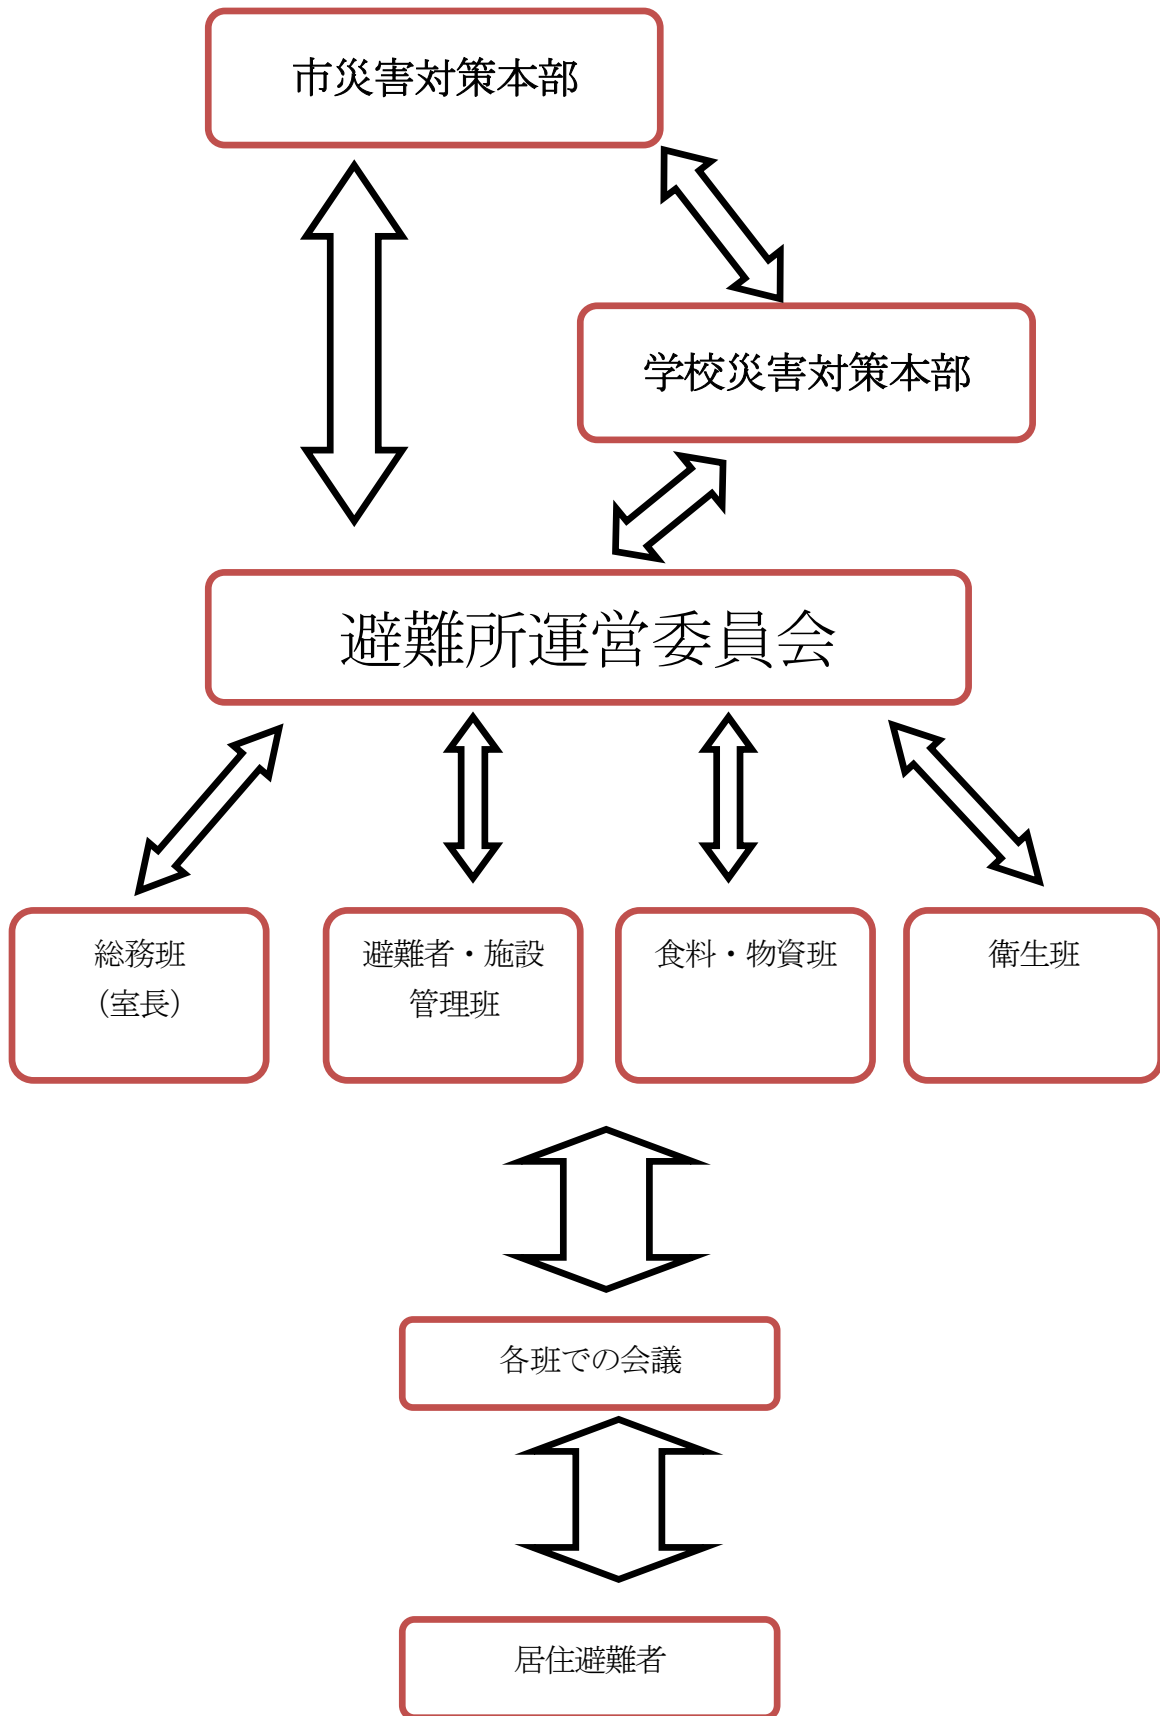 市災害対策本部
学校災害対策本部
避難所運営委員会
総務班
（室長）
避難者・施設
管理班
食料・物資班
衛生班
各班での会議
居住避難者